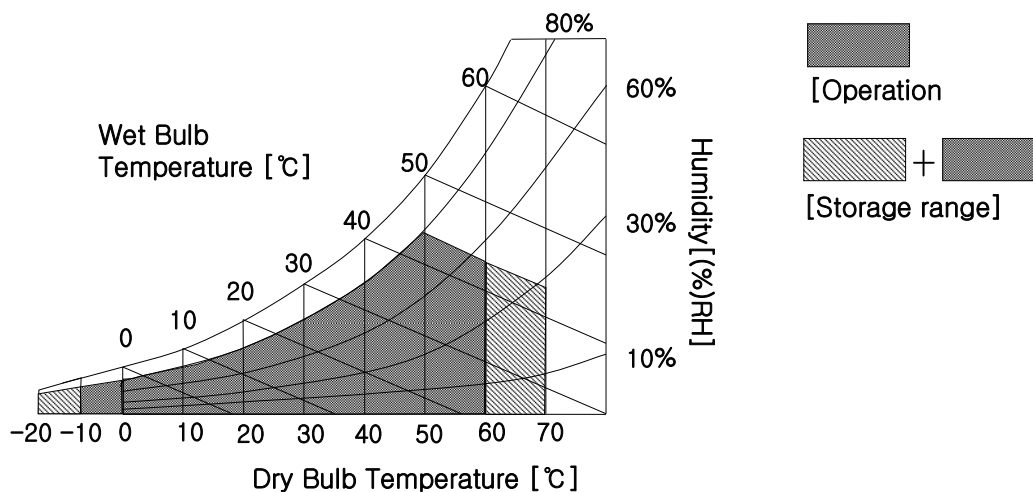 80%
60
60%
[Operation
Wet Bulb
Temperature [℃]
50
+
[Storage range]
40
30%
Humidity[(%)RH]
30
20
10
0
10%
-20 -10 0 10 20 30 40 50 60 70
Dry Bulb Temperature [℃]